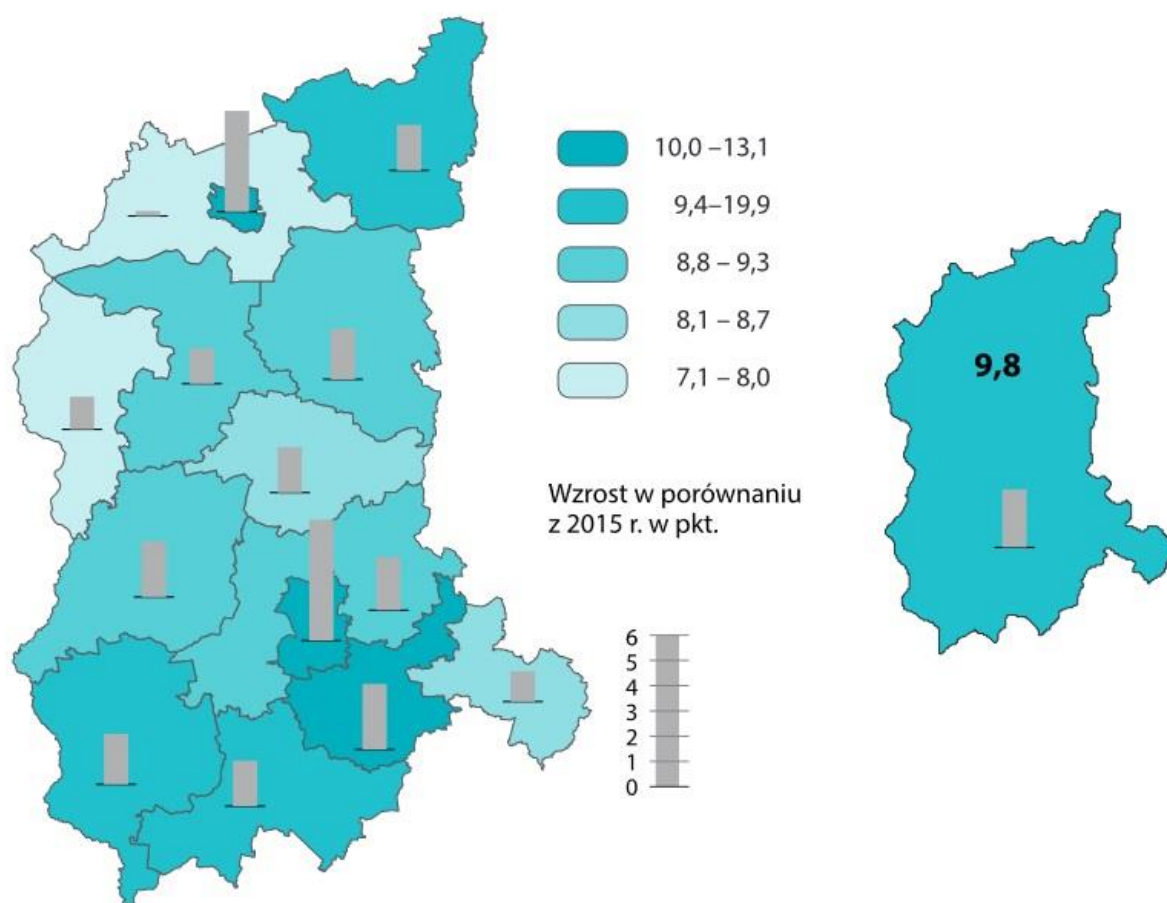 10,0 –13,1
9,4–19,9
8,8 – 9,3
8,1 – 8,7
7,1 – 8,0
9,8
Wzrost w porównaniu
z 2015 r. w pkt.
6
5
4
3
2
1
0